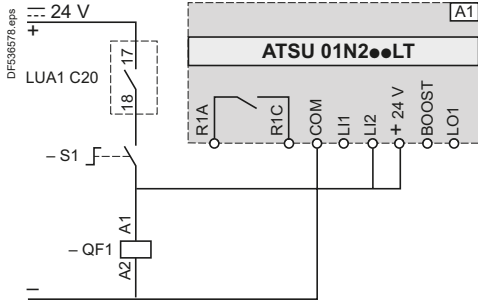 DF536578.eps
⎓ 24 V
+
A1
ATSU 01N2●●LT
17
LUA1 C20
18
R1A
R1C
COM
LI1
LI2
+ 24 V
BOOST
LO1
– S1
A1
– QF1
A2
–